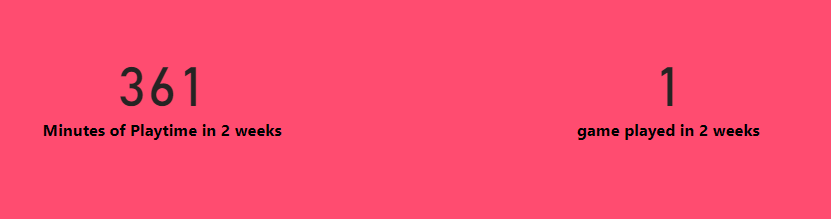 361
Minutes of Playtime in 2 weeks
1
game played in 2 weeks